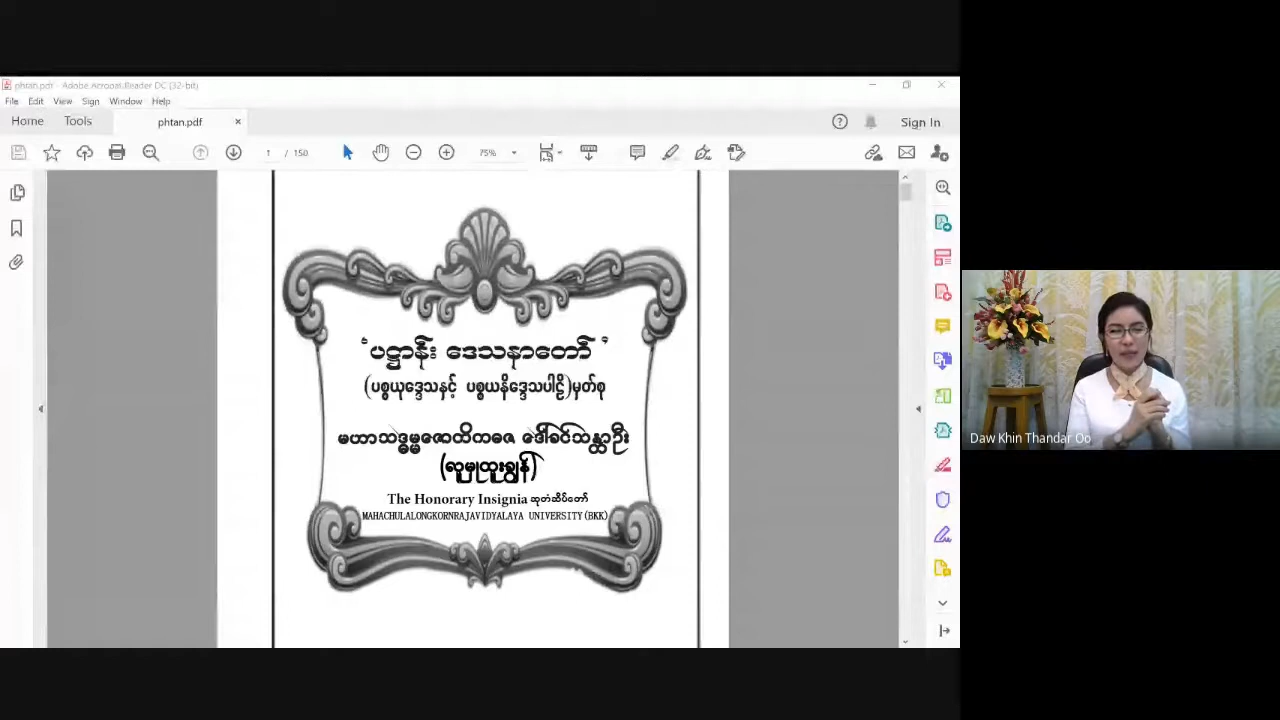 phtan.pdf - Adobe Acrobat Reader DC (32-bit)
File Edit View Sign Window Help
Home Tools phtan.pdf × Sign In
1 / 150 75%
‘ပဋ္ဌာန်း ဒေသနာတော်’
(ပစ္စယုဒ္ဒေသနှင့် ပစ္စယနိဒ္ဒေသပါဠိ)မှတ်စု
မဟာသဒ္ဓမ္မဇောတိကဓဇ ဒေါ်ခင်သန္တာဦး
(လူမှုထူးချွန်)
The Honorary Insignia ဆုတံဆိပ်တော်
MAHACHULALONGKORNRAJAVIDYALAYA UNIVERSITY(BKK)
Daw Khin Thandar Oo